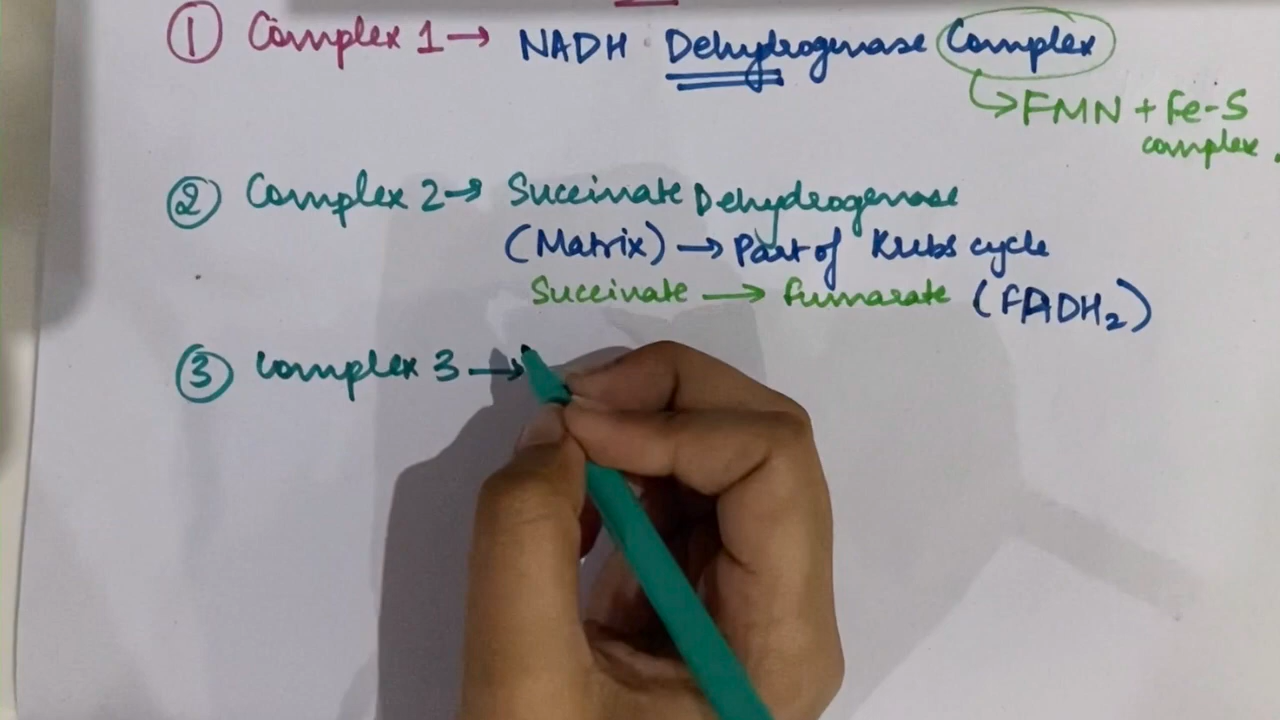 ① Complex 1 → NADH Dehydrogenase Complex
→ FMN + Fe-S
complex.
② Complex 2 → Succinate Dehydrogenase
(Matrix) → Part of Krebs cycle
Succinate → fumarate (FADH₂)
③ Complex 3 →